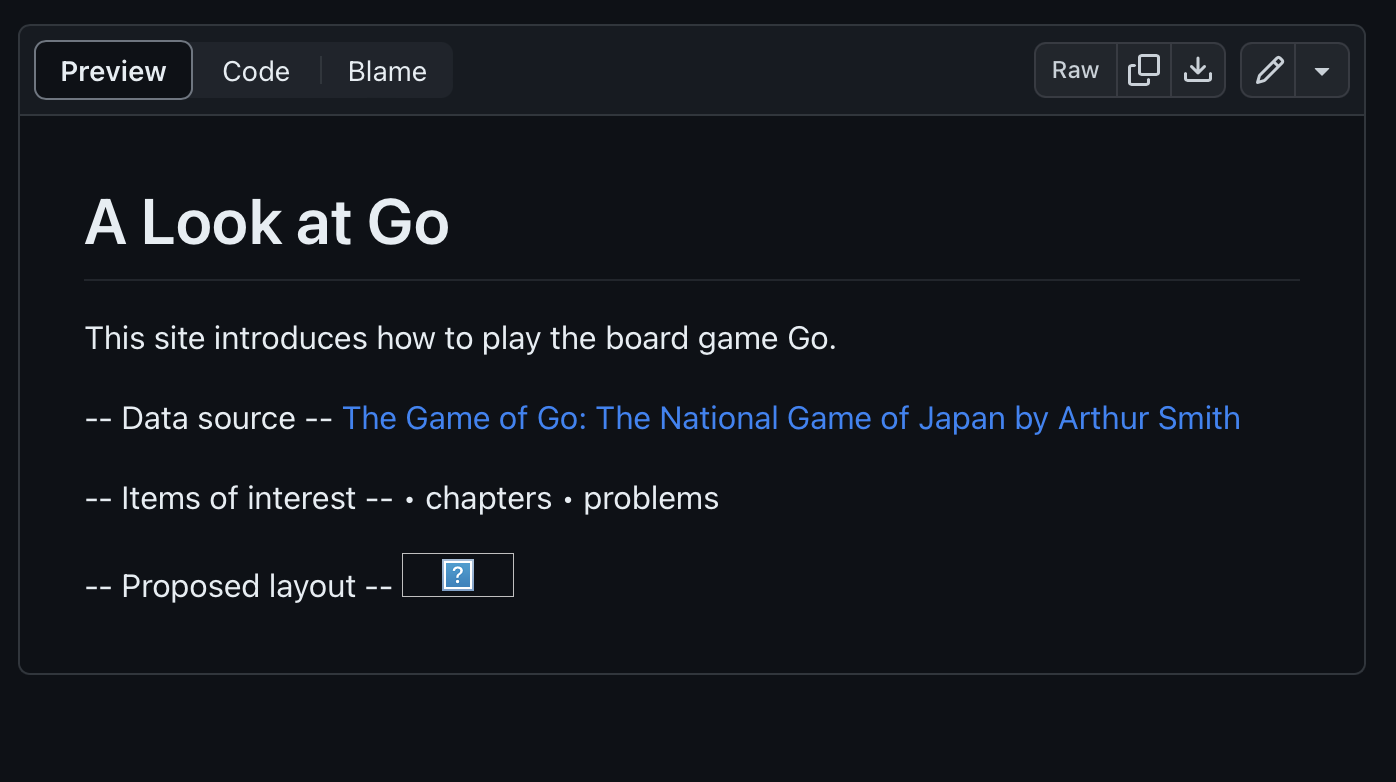 Preview Code Blame Raw
A Look at Go
This site introduces how to play the board game Go.
-- Data source -- The Game of Go: The National Game of Japan by Arthur Smith
-- Items of interest -- • chapters • problems
-- Proposed layout -- ?